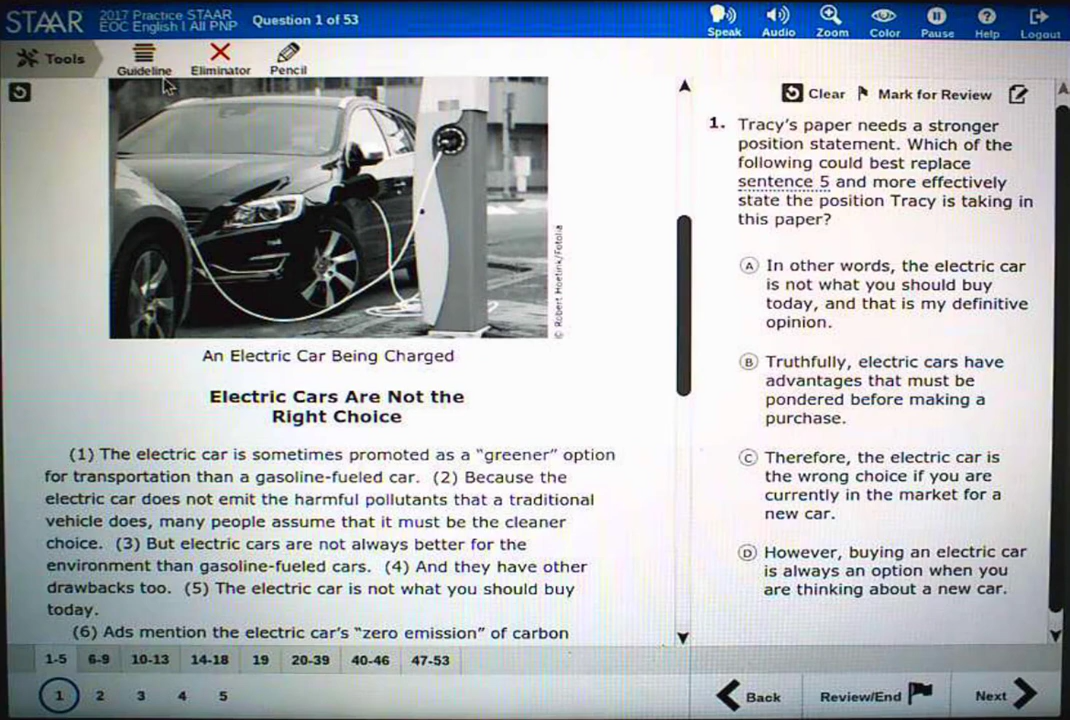 STAAR
2017 Practice STAAR
EOC English I All PNP
Question 1 of 53
Speak
Audio
Zoom
Color
Pause
Help
Logout
Tools
Guideline
Eliminator
Pencil
© Robert Hoetink/Fotolia
An Electric Car Being Charged
Electric Cars Are Not the
Right Choice
(1) The electric car is sometimes promoted as a “greener” option
for transportation than a gasoline-fueled car. (2) Because the
electric car does not emit the harmful pollutants that a traditional
vehicle does, many people assume that it must be the cleaner
choice. (3) But electric cars are not always better for the
environment than gasoline-fueled cars. (4) And they have other
drawbacks too. (5) The electric car is not what you should buy
today.
(6) Ads mention the electric car’s “zero emission” of carbon
Clear
Mark for Review
1. Tracy’s paper needs a stronger
position statement. Which of the
following could best replace
sentence 5 and more effectively
state the position Tracy is taking in
this paper?
A In other words, the electric car
is not what you should buy
today, and that is my definitive
opinion.
B Truthfully, electric cars have
advantages that must be
pondered before making a
purchase.
C Therefore, the electric car is
the wrong choice if you are
currently in the market for a
new car.
D However, buying an electric car
is always an option when you
are thinking about a new car.
1-5 6-9 10-13 14-18 19 20-39 40-46 47-53
1 2 3 4 5
Back
Review/End
Next